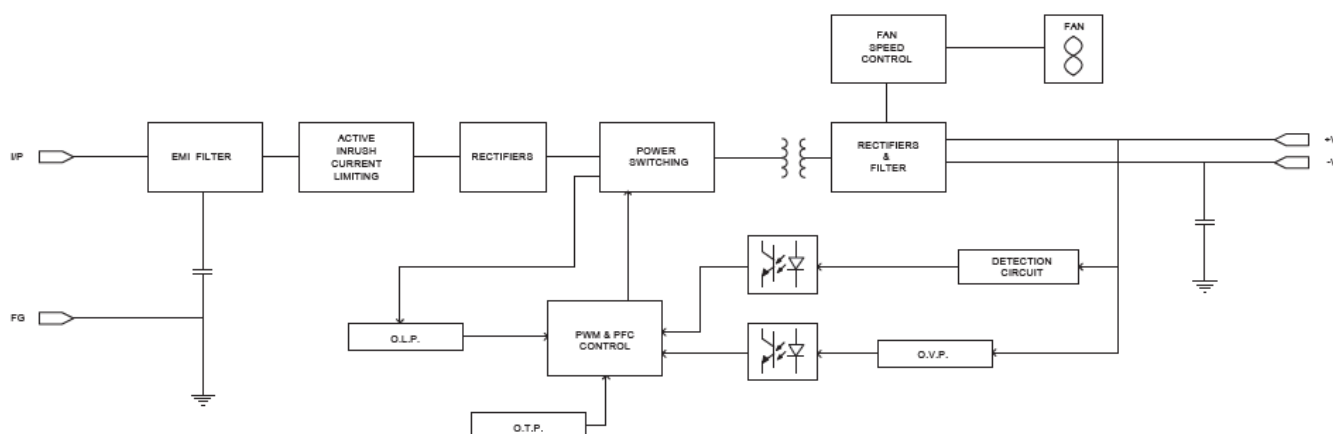 FAN
SPEED
CONTROL
FAN
I/P
EMI FILTER
ACTIVE
INRUSH
CURRENT
LIMITING
RECTIFIERS
POWER
SWITCHING
RECTIFIERS
&
FILTER
DETECTION
CIRCUIT
FG
O.L.P.
PWM & PFC
CONTROL
O.V.P.
O.T.P.